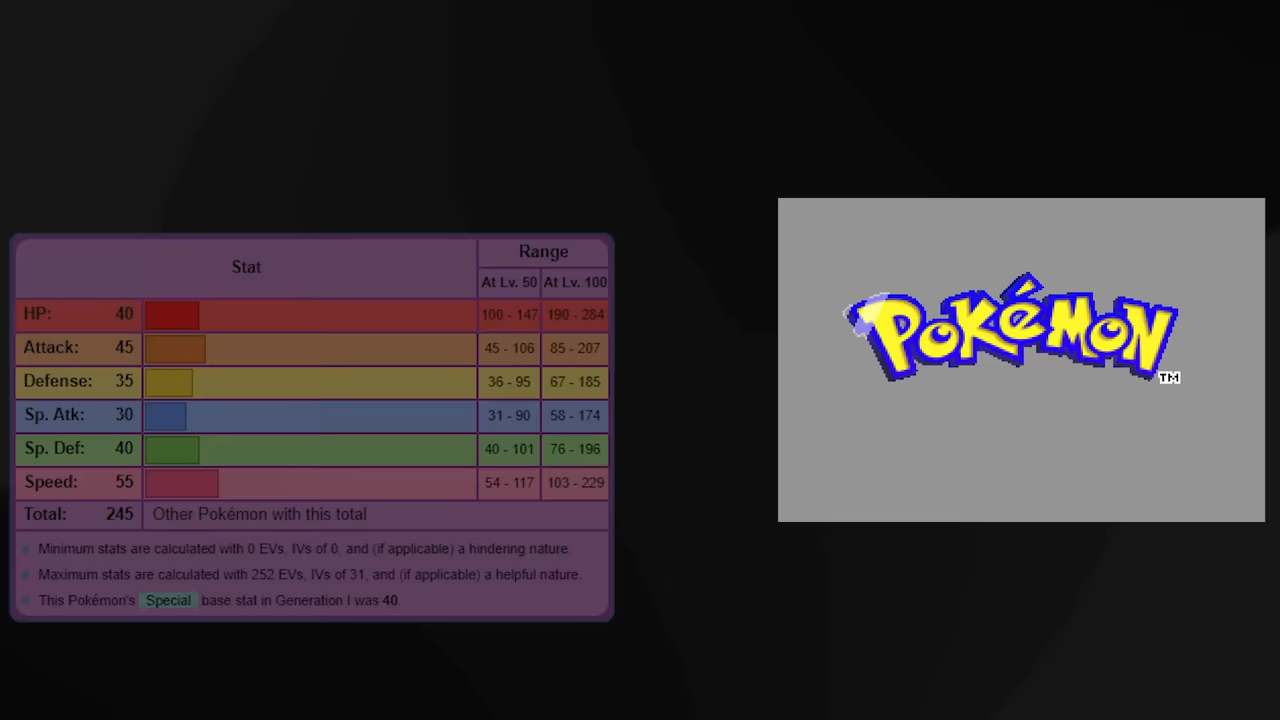 Stat
Range
At Lv. 50 At Lv. 100
HP: 40 100 - 147 190 - 284
Attack: 45 45 - 106 85 - 207
Defense: 35 36 - 95 67 - 185
Sp. Atk: 30 31 - 90 58 - 174
Sp. Def: 40 40 - 101 76 - 196
Speed: 55 54 - 117 103 - 229
Total: 245 Other Pokémon with this total
Minimum stats are calculated with 0 EVs, IVs of 0, and (if applicable) a hindering nature.
Maximum stats are calculated with 252 EVs, IVs of 31, and (if applicable) a helpful nature.
This Pokémon's Special base stat in Generation I was 40.
POKéMON
TM